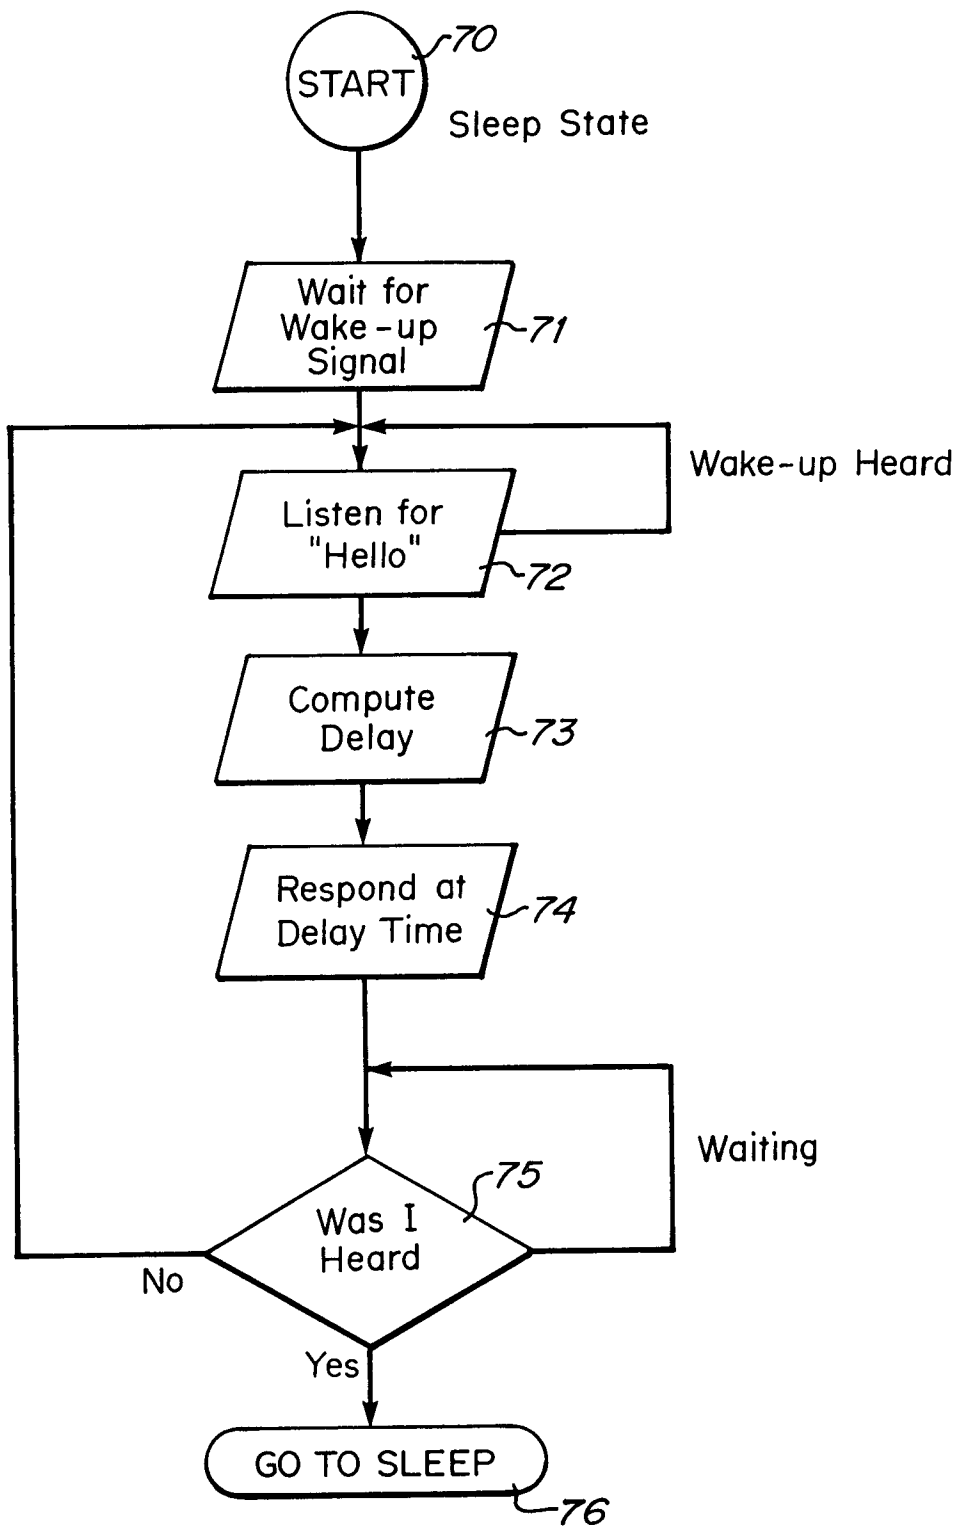 70
START
Sleep State
Wait for
Wake-up
Signal
71
Wake-up Heard
Listen for
"Hello"
72
Compute
Delay
73
Respond at
Delay Time
74
Waiting
75
Was I
Heard
No
Yes
GO TO SLEEP
76